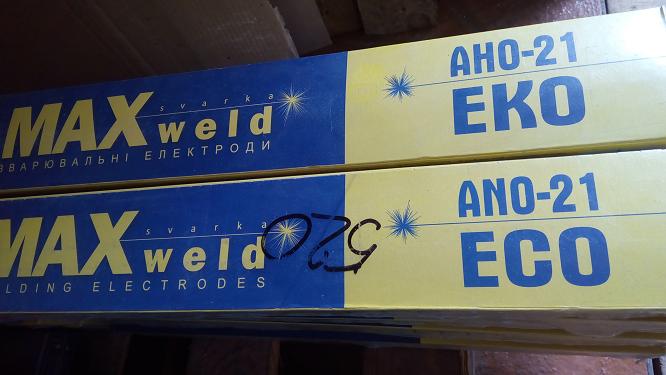 svarka
MAX weld
ЗВАРЮВАЛЬНІ ЕЛЕКТРОДИ
АНО-21
ЕКО
svarka
MAX weld
LDING ELECTRODES
520
ANO-21
ECO